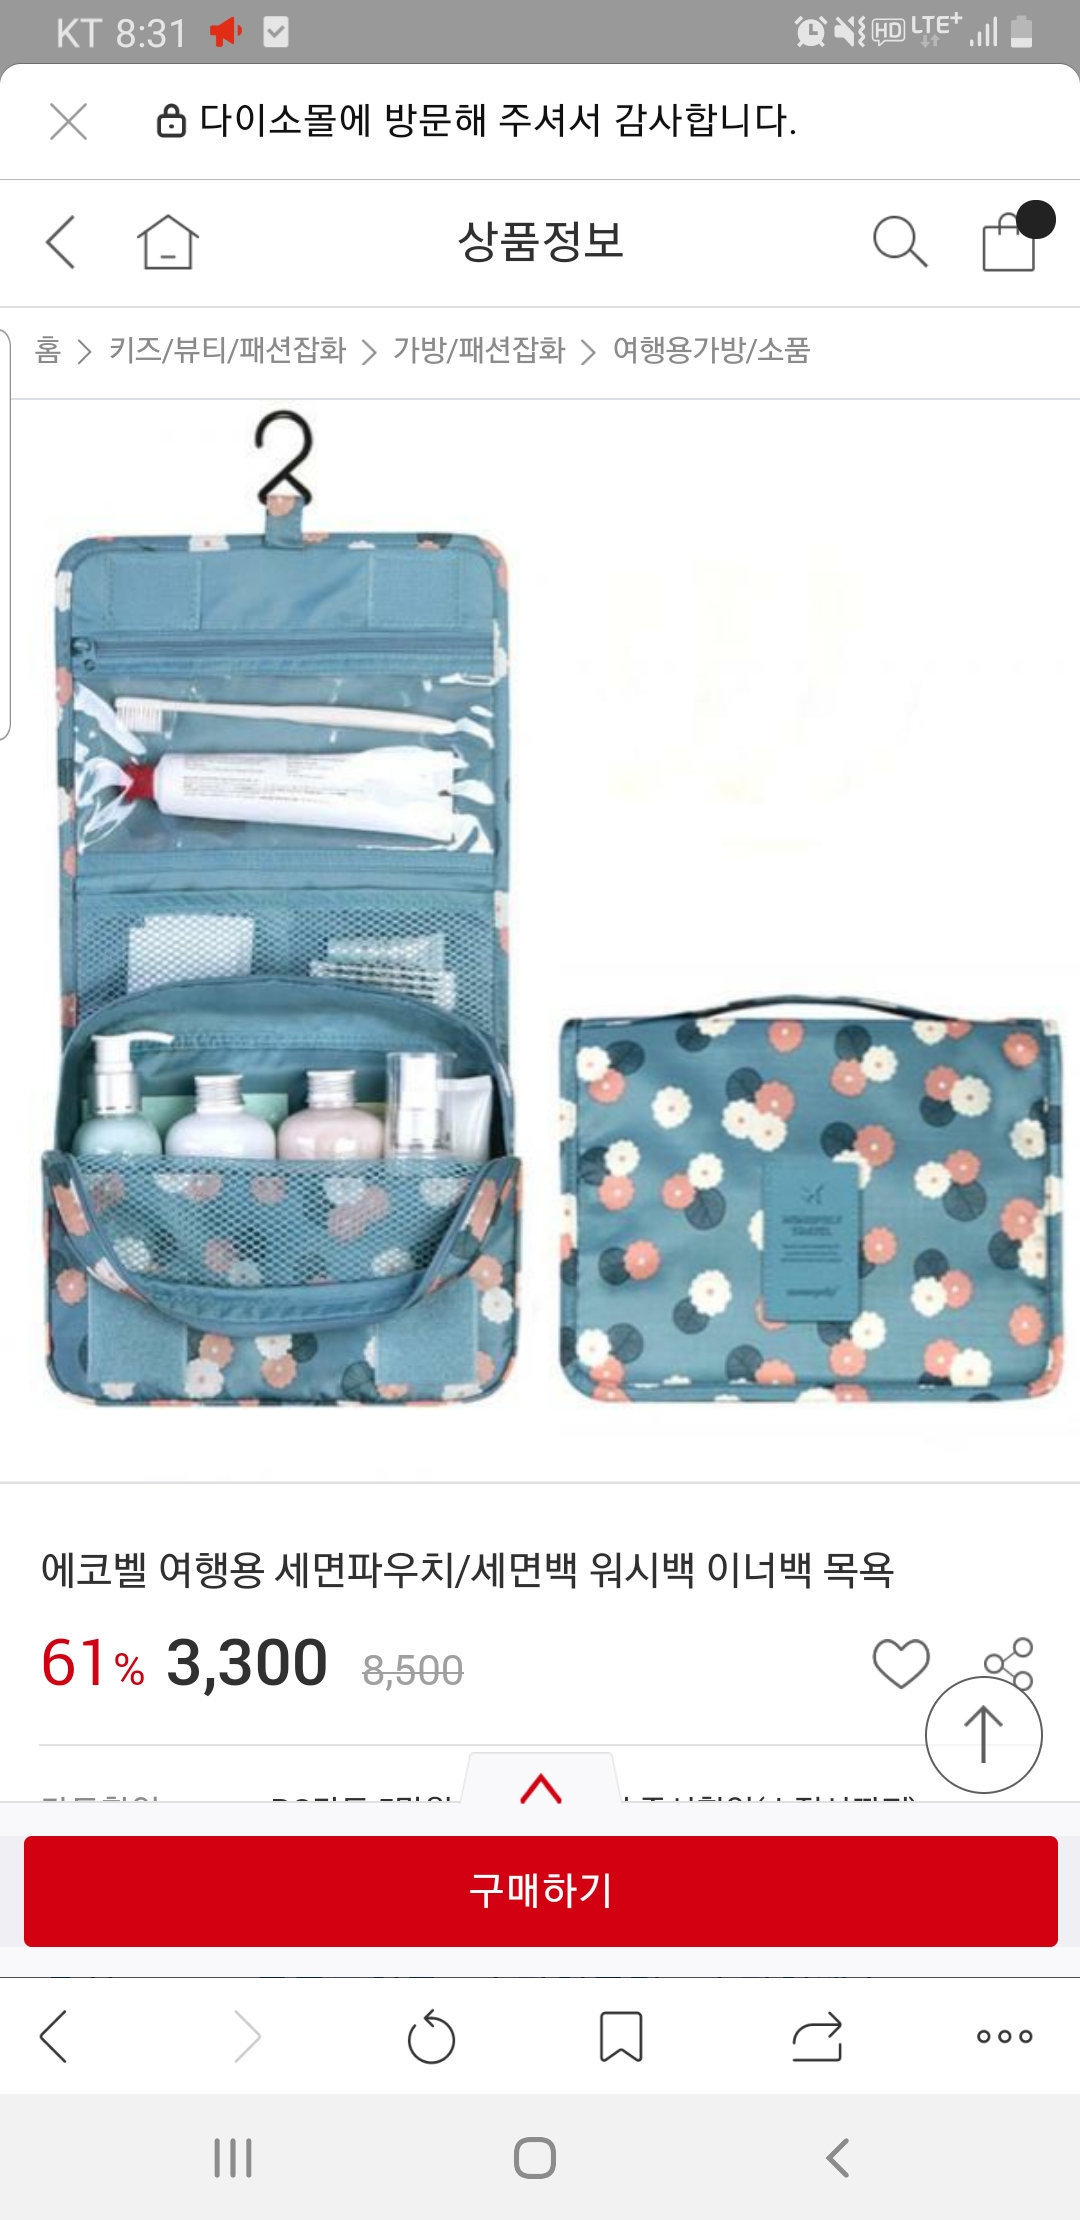 KT 8:31 HD LTE+
다이소몰에 방문해 주셔서 감사합니다.
상품정보
홈 > 키즈/뷰티/패션잡화 > 가방/패션잡화 > 여행용가방/소품
에코벨 여행용 세면파우치/세면백 워시백 이너백 목욕
61% 3,300 8,500
구매하기